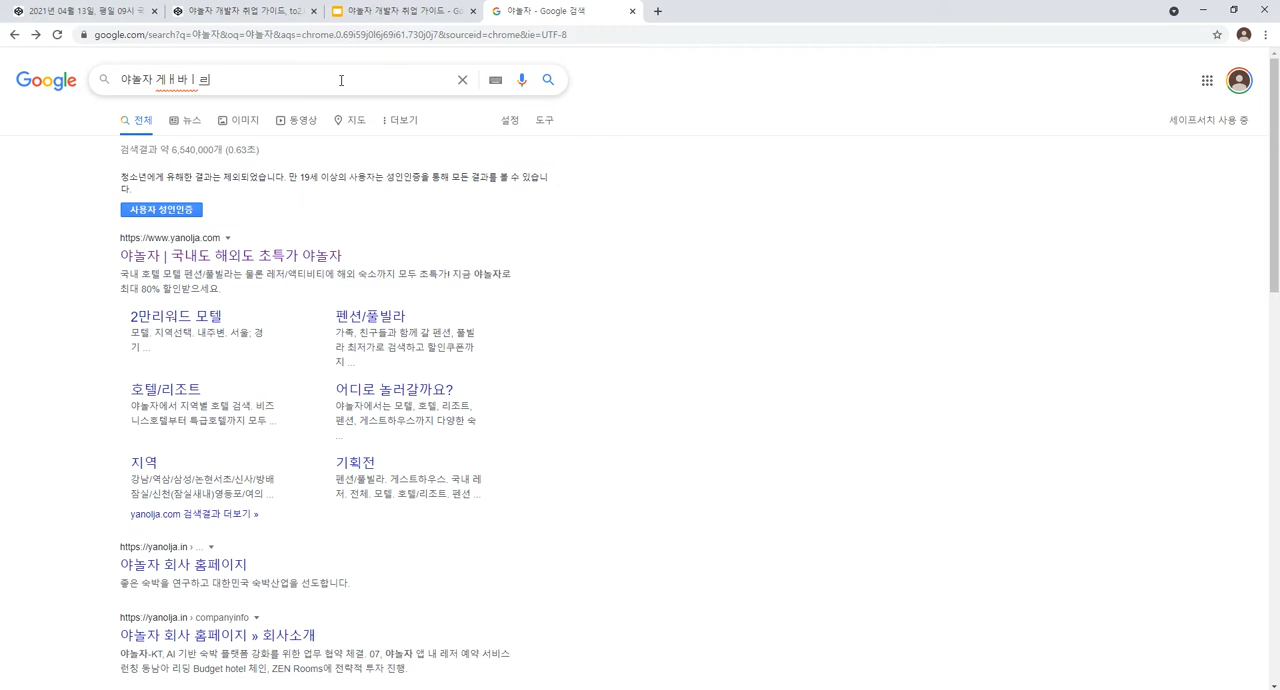 2021년 04월 13일, 평일 09시 국
야놀자 개발자 취업 가이드, to2.
야놀자 개발자 취업 가이드 - Go
야놀자 - Google 검색
google.com/search?q=야놀자&oq=야놀자&aqs=chrome.0.69i59j0l6j69i61.730j0j7&sourceid=chrome&ie=UTF-8
Google
야놀자 게ㅐ바ㅣ르
전체 뉴스 이미지 동영상 지도 더보기 설정 도구
세이프서치 사용 중
검색결과 약 6,540,000개 (0.63초)
청소년에게 유해한 결과는 제외되었습니다. 만 19세 이상의 사용자는 성인인증을 통해 모든 결과를 볼 수 있습니
다.
사용자 성인인증
https://www.yanolja.com
야놀자 | 국내도 해외도 초특가 야놀자
국내 호텔 모텔 펜션/풀빌라는 물론 레저/액티비티에 해외 숙소까지 모두 초특가! 지금 야놀자로
최대 80% 할인받으세요.
2만리워드 모텔
모텔. 지역선택. 내주변. 서울; 경
기 ...
펜션/풀빌라
가족, 친구들과 함께 갈 펜션, 풀빌
라 최저가로 검색하고 할인쿠폰까
지 ...
호텔/리조트
야놀자에서 지역별 호텔 검색. 비즈
니스호텔부터 특급호텔까지 모두 ...
어디로 놀러갈까요?
야놀자에서는 모텔, 호텔, 리조트,
펜션, 게스트하우스까지 다양한 숙
...
지역
강남/역삼/삼성/논현서초/신사/방배
잠실/신천(잠실새내)영등포/여의 ...
기획전
펜션/풀빌라. 게스트하우스. 국내 레
저. 전체. 모텔. 호텔/리조트. 펜션 ...
yanolja.com 검색결과 더보기 »
https://yanolja.in › ...
야놀자 회사 홈페이지
좋은 숙박을 연구하고 대한민국 숙박산업을 선도합니다.
https://yanolja.in › companyinfo
야놀자 회사 홈페이지 » 회사소개
야놀자-KT, AI 기반 숙박 플랫폼 강화를 위한 업무 협약 체결. 07, 야놀자 앱 내 레저 예약 서비스
런칭 동남아 리딩 Budget hotel 체인, ZEN Rooms에 전략적 투자 진행.